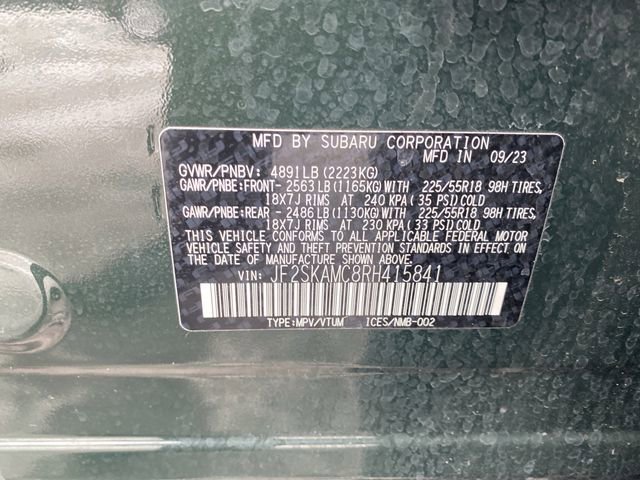 MFD BY SUBARU CORPORATION
MFD IN 09/23
GVWR/PNBV: 4891LB (2223KG)
GAWR/PNBE:FRONT- 2563LB (1165KG) WITH 225/55R18 98H TIRES,
18X7J RIMS AT 240 KPA ( 35 PSI) COLD
GAWR/PNBE:REAR - 2486LB (1130KG) WITH 225/55R18 98H TIRES,
18X7J RIMS AT 230 KPA ( 33 PSI) COLD
THIS VEHICLE CONFORMS TO ALL APPLICABLE FEDERAL MOTOR
VEHICLE SAFETY AND THEFT PREVENTION STANDARDS IN EFFECT ON
THE DATE OF MANUFACTURE SHOWN ABOVE.
VIN: JF2SKAMC8RH415841
TYPE:MPV/VTUM ICES/NMB-002